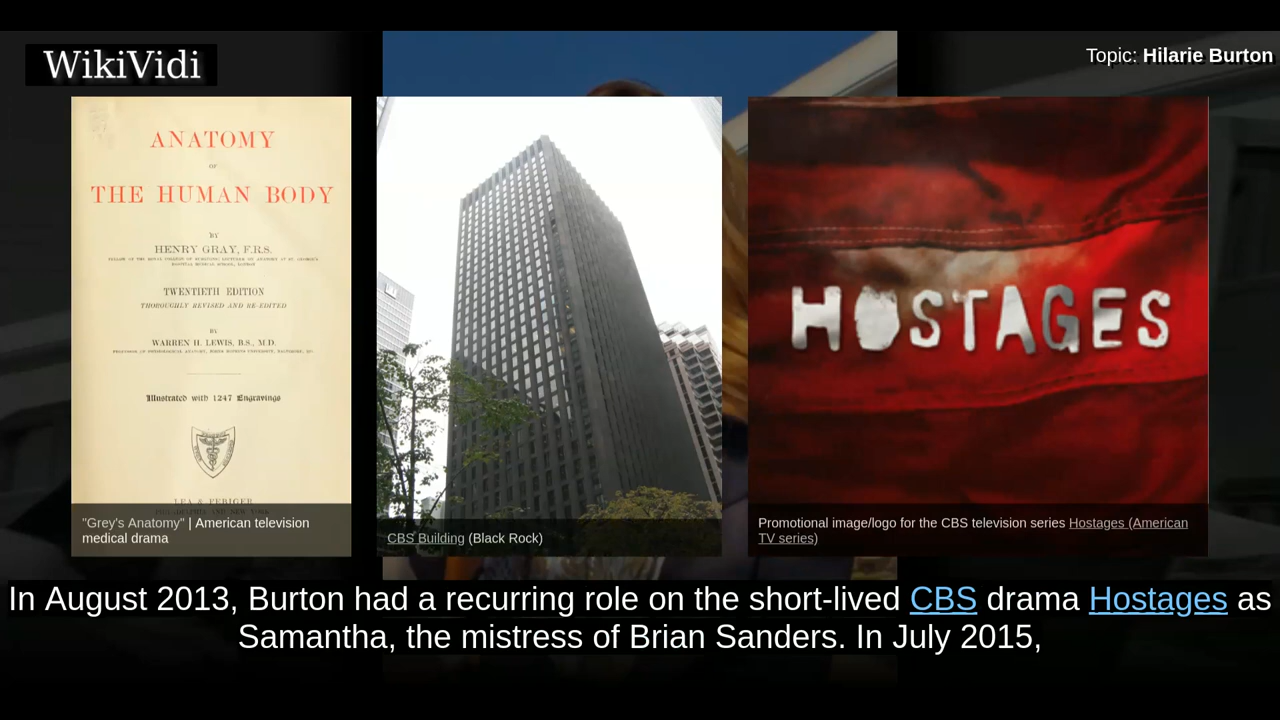 WikiVidi
Topic: Hilarie Burton
ANATOMY
OF
THE HUMAN BODY
BY
HENRY GRAY, F.R.S.
TWENTIETH EDITION
THOROUGHLY REVISED AND RE-EDITED
BY
WARREN H. LEWIS, B.S., M.D.
Illustrated with 1247 Engravings
LEA & FEBIGER
"Grey's Anatomy" | American television
medical drama
CBS Building (Black Rock)
HOSTAGES
Promotional image/logo for the CBS television series Hostages (American
TV series)
In August 2013, Burton had a recurring role on the short-lived CBS drama Hostages as
Samantha, the mistress of Brian Sanders. In July 2015,